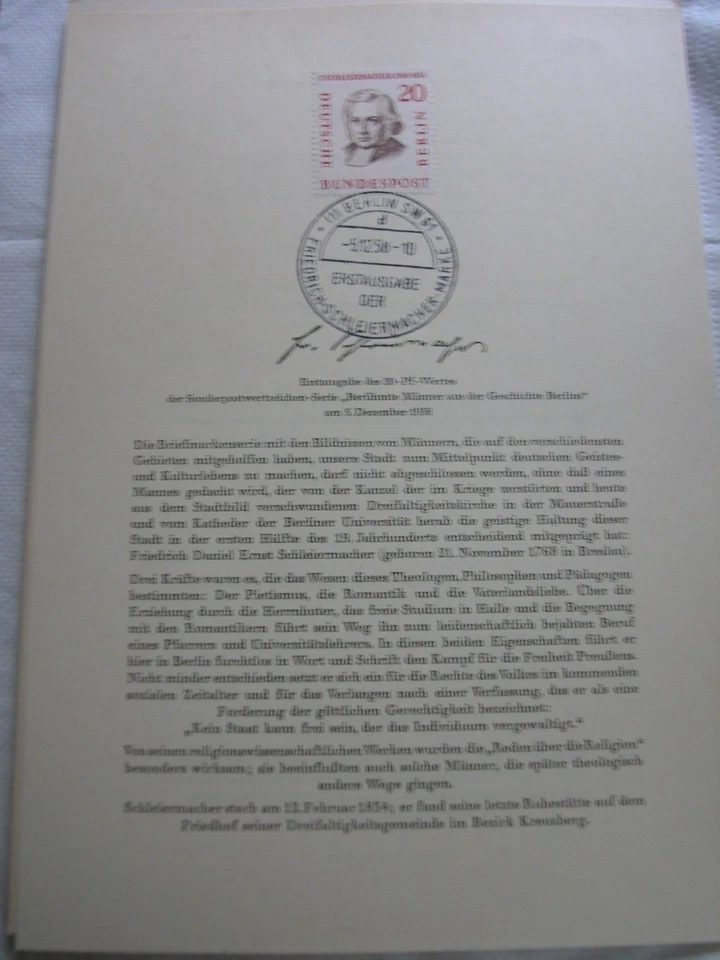 20
DEUTSCHE
BERLIN
BUNDESPOST
(1) BERLIN SW 61
d
-5.12.58-10
ERSTAUSGABE
DER
FRIEDRICH-SCHLEIERMACHER-MARKE
Erstausgabe des 20-Pf.-Wertes
der Sonderpostwertzeichen-Serie „Berühmte Männer aus der Geschichte Berlins“
am 5. Dezember
Die Briefmarkenserie mit den Bildnissen von Männern, die auf den verschiedensten
Gebieten mitgeholfen haben, unsere Stadt zum Mittelpunkt deutschen Geistes-
und Kulturlebens zu machen, darf nicht abgeschlossen werden, ohne daß eines
Mannes gedacht wird, der von der Kanzel der im Kriege zerstörten und heute
aus dem Stadtbild verschwundenen Dreifaltigkeitskirche in der Mauerstraße
und vom Katheder der Berliner Universität herab die geistige Haltung dieser
Stadt in der ersten Hälfte des 19. Jahrhunderts entscheidend mitgeprägt hat:
Friedrich Daniel Ernst Schleiermacher (geboren 21. November 1768 in Breslau).
Drei Kräfte waren es, die das Wesen dieses Theologen, Philosophen und Pädagogen
bestimmten: Der Pietismus, die Romantik und die Vaterlandsliebe. Über die
Erziehung durch die Herrnhuter, das freie Studium in Halle und die Begegnung
mit den Romantikern führt sein Weg ihn zum leidenschaftlich bejahten Beruf
eines Pfarrers und Universitätslehrers. In diesen beiden Eigenschaften führt er
hier in Berlin furchtlos in Wort und Schrift den Kampf für die Freiheit Preußens.
Nicht minder entschieden setzt er sich ein für die Rechte des Volkes im kommenden
sozialen Zeitalter und für das Verlangen nach einer Verfassung, das er als eine
Forderung der göttlichen Gerechtigkeit bezeichnet:
„Kein Staat kann frei sein, der das Individuum vergewaltigt.“
Von seinen religionswissenschaftlichen Werken wurden die „Reden über die Religion“
besonders wirksam; sie beeinflußten auch solche Männer, die später theologisch
andere Wege gingen.
Schleiermacher starb am 12. Februar 1834; er fand seine letzte Ruhestätte auf dem
Friedhof seiner Dreifaltigkeitsgemeinde im Bezirk Kreuzberg.